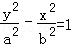 y²/a² − x²/b² = 1